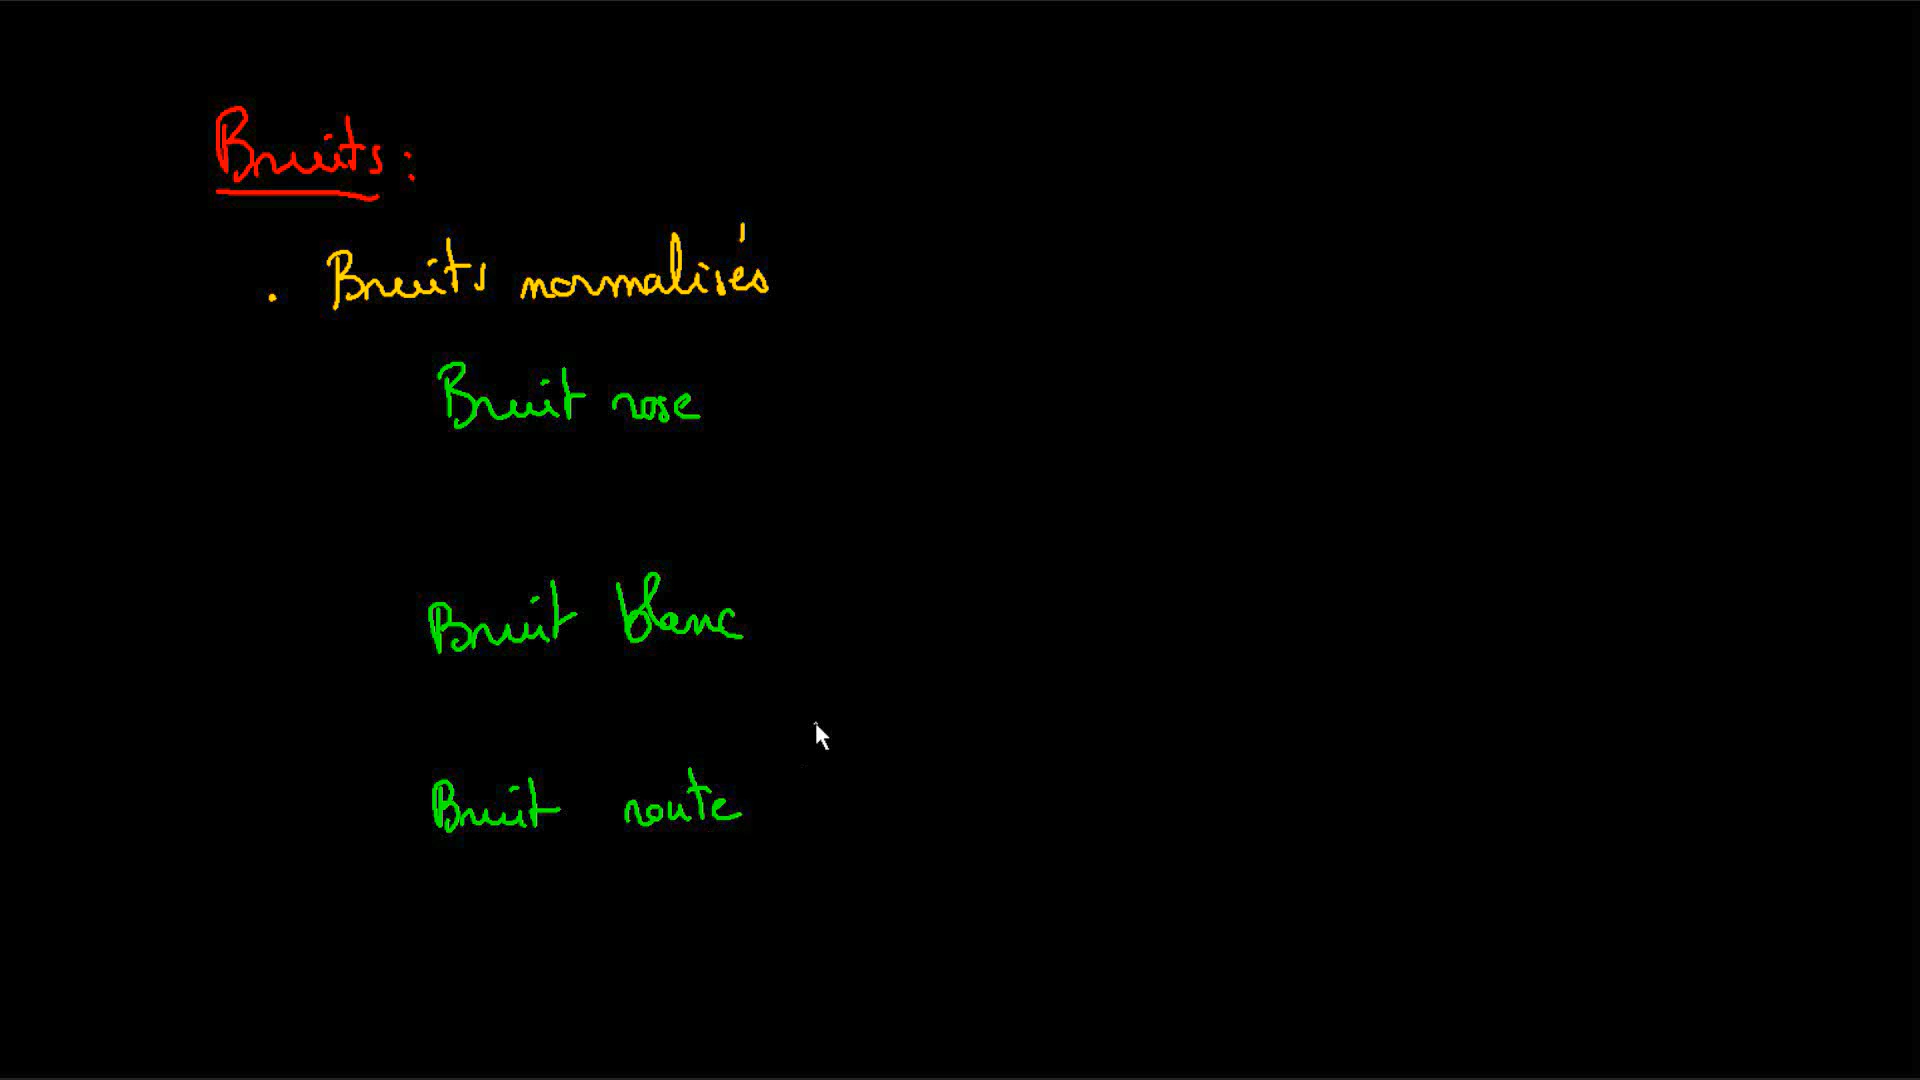 Bruits :
. Bruits normalisés
Bruit rose
Bruit blanc
Bruit route